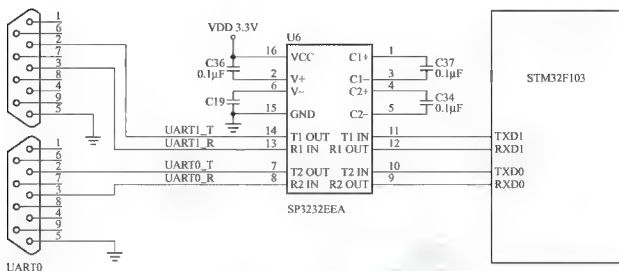 1
6
2
7
3
8
4
9
5
VDD 3.3V
U6
C36
0.1μF
C19
16
VCC
C1+
1
2
V+
C1-
3
6
V-
C2+
4
15
GND
C2-
5
C37
0.1μF
C34
0.1μF
STM32F103
UART1_T
14
T1 OUT
T1 IN
11
TXD1
UART1_R
13
R1 IN
R1 OUT
12
RXD1
UART0_T
7
T2 OUT
T2 IN
10
TXD0
UART0_R
8
R2 IN
R2 OUT
9
RXD0
SP3232EEA
1
6
2
7
3
8
4
9
5
UART0